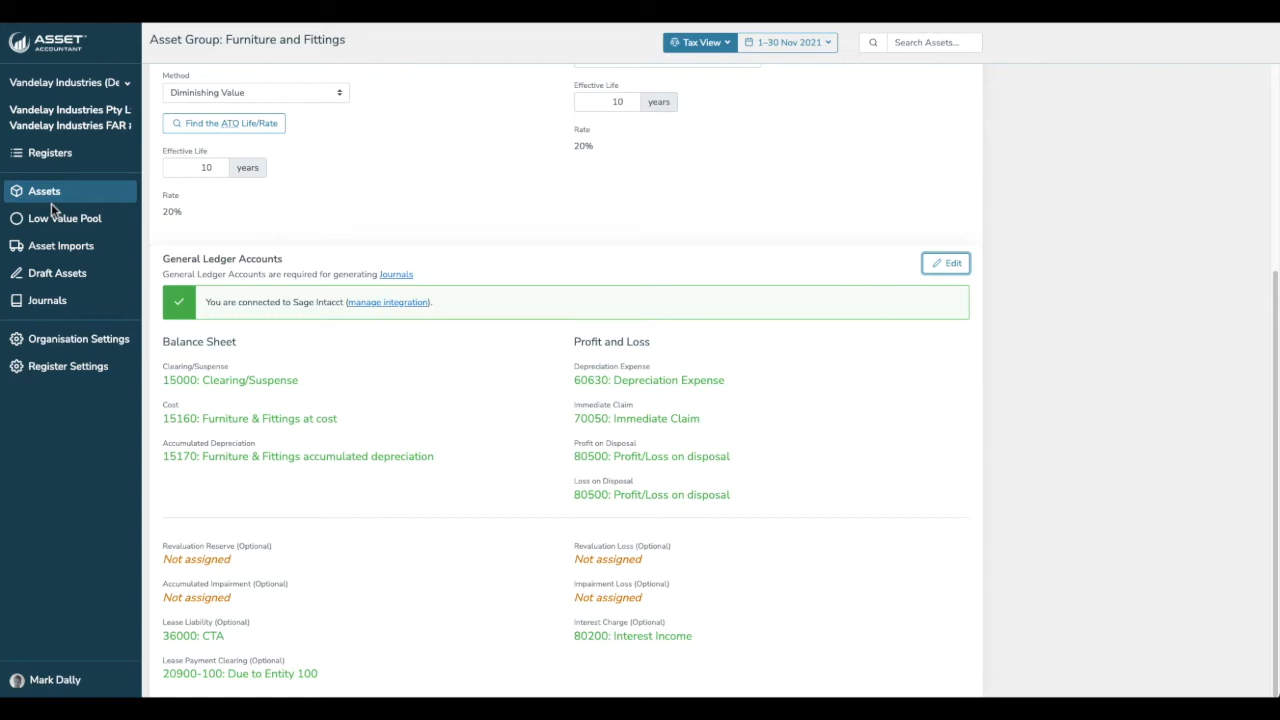 ASSET
ACCOUNTANT
Asset Group: Furniture and Fittings
Tax View
1–30 Nov 2021
Search Assets...
Vandelay Industries (De
Vandelay Industries Pty L
Vandelay Industries FAR
Registers
Assets
Low Value Pool
Asset Imports
Draft Assets
Journals
Organisation Settings
Register Settings
Mark Dally
Method
Diminishing Value
Find the ATO Life/Rate
Effective Life
10 years
Rate
20%
Effective Life
10 years
Rate
20%
General Ledger Accounts
General Ledger Accounts are required for generating Journals
Edit
You are connected to Sage Intacct (manage integration).
Balance Sheet
Clearing/Suspense
15000: Clearing/Suspense
Cost
15160: Furniture & Fittings at cost
Accumulated Depreciation
15170: Furniture & Fittings accumulated depreciation
Profit and Loss
Depreciation Expense
60630: Depreciation Expense
Immediate Claim
70050: Immediate Claim
Profit on Disposal
80500: Profit/Loss on disposal
Loss on Disposal
80500: Profit/Loss on disposal
Revaluation Reserve (Optional)
Not assigned
Accumulated Impairment (Optional)
Not assigned
Lease Liability (Optional)
36000: CTA
Lease Payment Clearing (Optional)
20900-100: Due to Entity 100
Revaluation Loss (Optional)
Not assigned
Impairment Loss (Optional)
Not assigned
Interest Charge (Optional)
80200: Interest Income